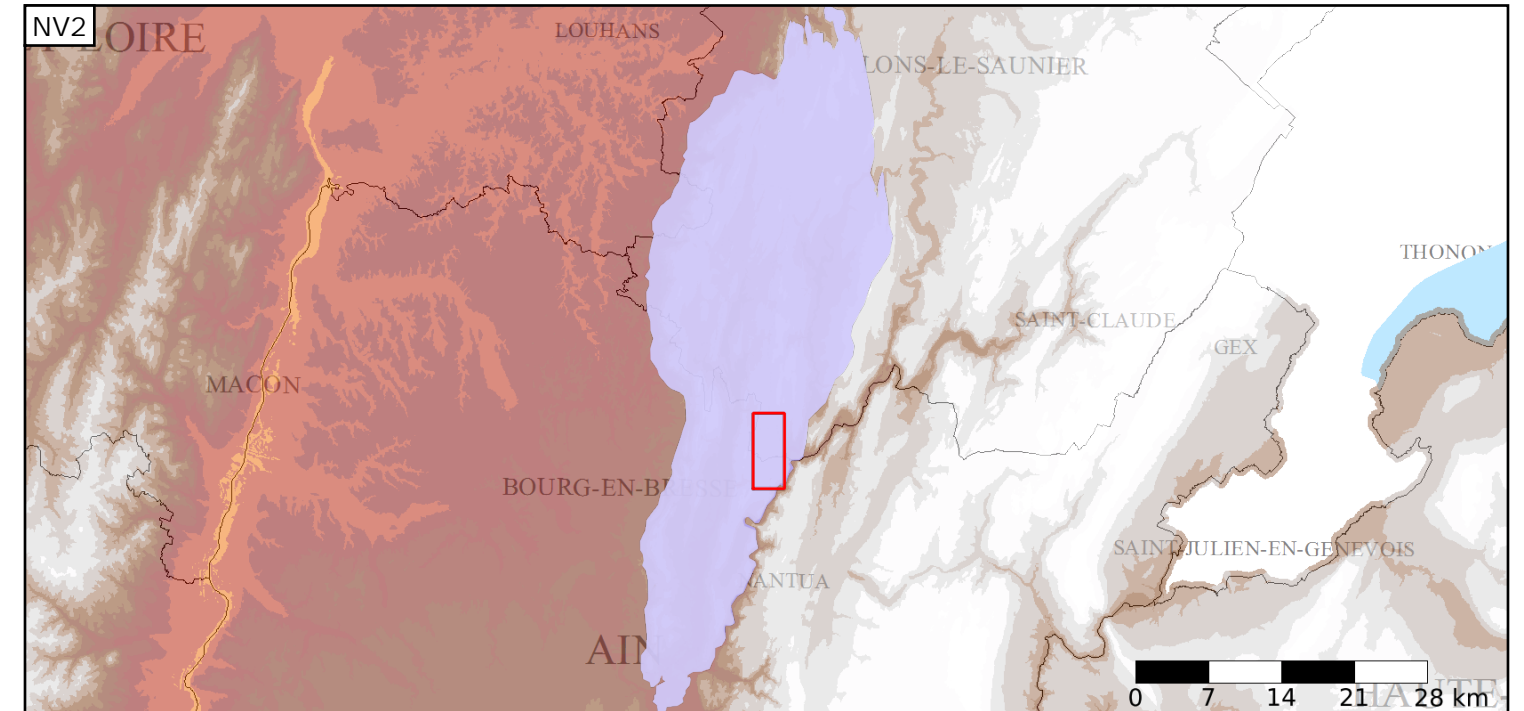 NV2
LOIRE
LOUHANS
LONS-LE-SAUNIER
THONON
SAINT-CLAUDE
GEX
MACON
BOURG-EN-BRESSE
SAINT-JULIEN-EN-GENEVOIS
NANTUA
AIN
HAUTE-
0 7 14 21 28 km